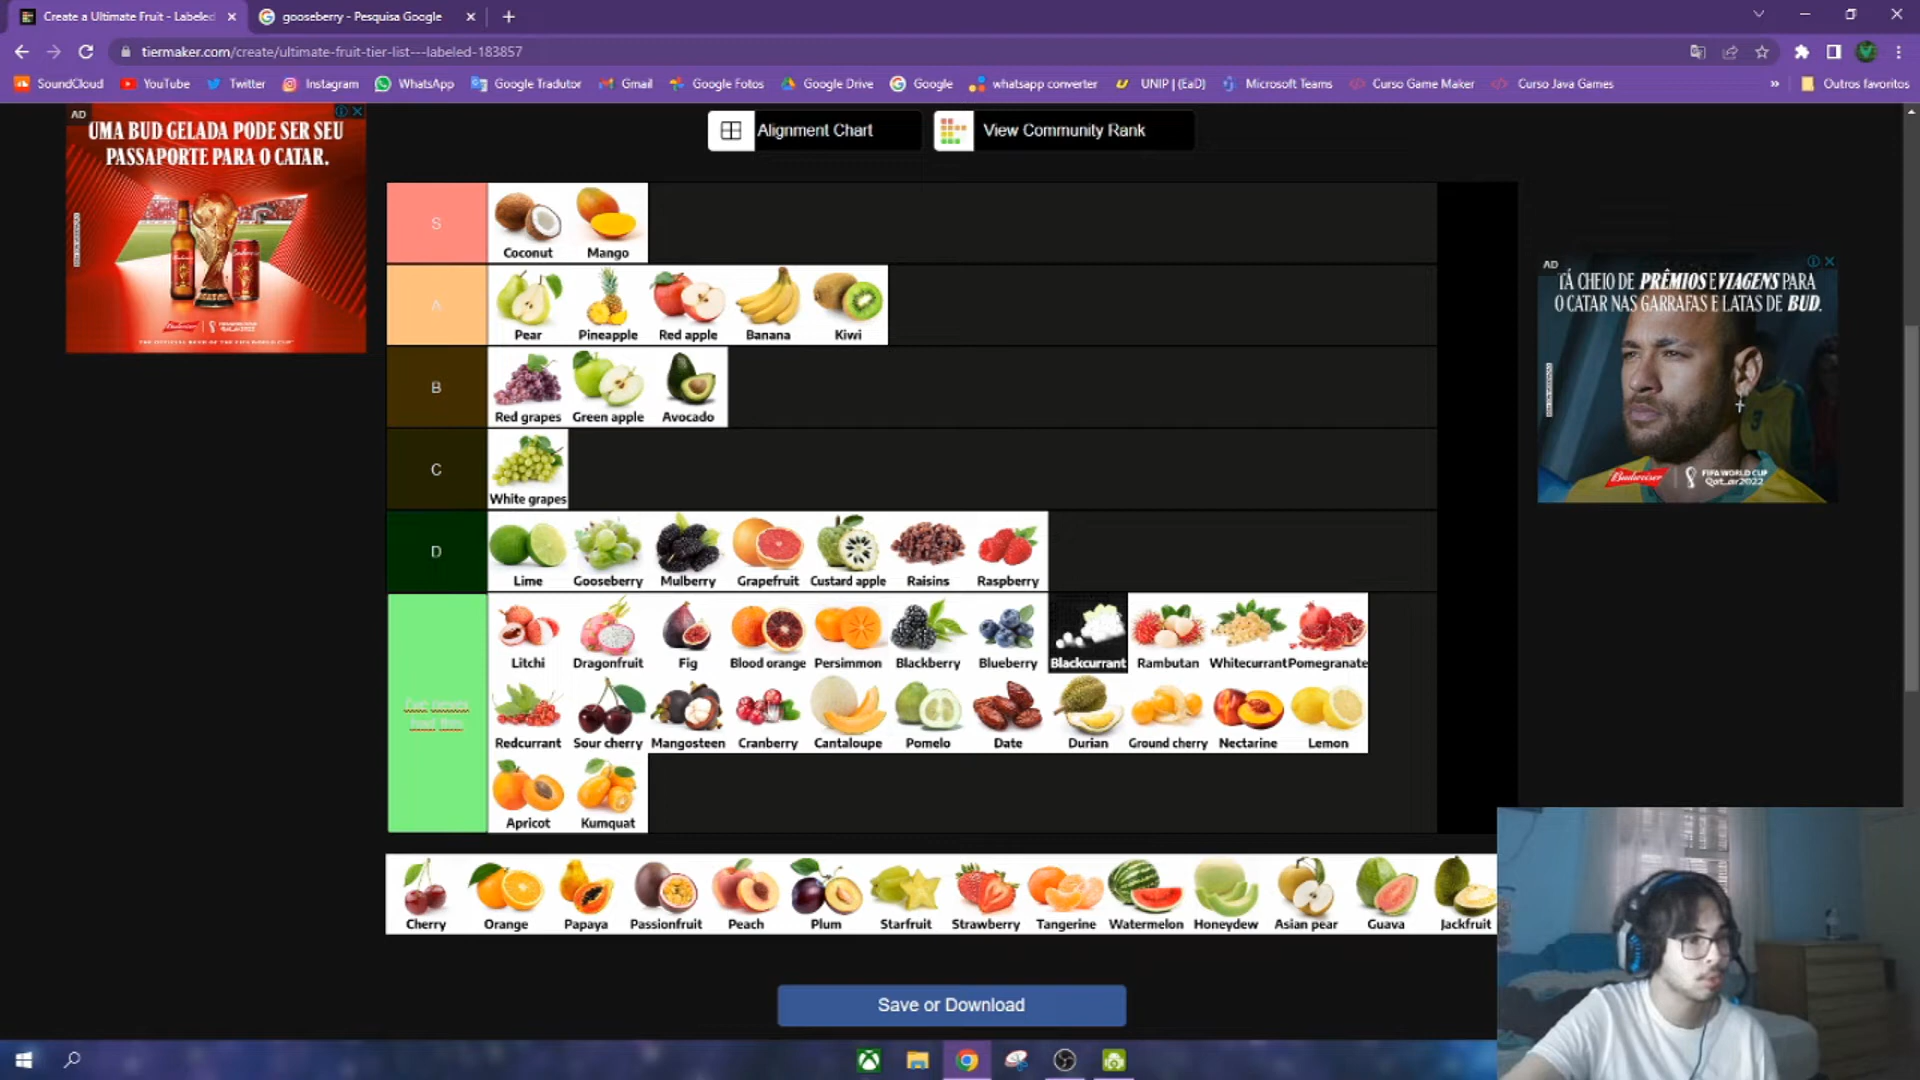 Create a Ultimate Fruit - Labeled
gooseberry - Pesquisa Google
tiermaker.com/create/ultimate-fruit-tier-list---labeled-183857
SoundCloud YouTube Twitter Instagram WhatsApp Google Tradutor Gmail Google Fotos Google Drive Google whatsapp converter UNIP | (EaD) Microsoft Teams Curso Game Maker Curso Java Games » Outros favoritos
AD
UMA BUD GELADA PODE SER SEU
PASSAPORTE PARA O CATAR.
Budweiser
Alignment Chart
View Community Rank
S
Coconut Mango
A
Pear Pineapple Red apple Banana Kiwi
B
Red grapes Green apple Avocado
C
White grapes
D
Lime Gooseberry Mulberry Grapefruit Custard apple Raisins Raspberry
Litchi Dragonfruit Fig Blood orange Persimmon Blackberry Blueberry Blackcurrant Rambutan Whitecurrant Pomegranate
Redcurrant Sour cherry Mangosteen Cranberry Cantaloupe Pomelo Date Durian Ground cherry Nectarine Lemon
Apricot Kumquat
Cherry Orange Papaya Passionfruit Peach Plum Starfruit Strawberry Tangerine Watermelon Honeydew Asian pear Guava Jackfruit
AD
TÁ CHEIO DE PRÊMIOS E VIAGENS PARA
O CATAR NAS GARRAFAS E LATAS DE BUD.
Budweiser
FIFA WORLD CUP
Qatar2022
Save or Download